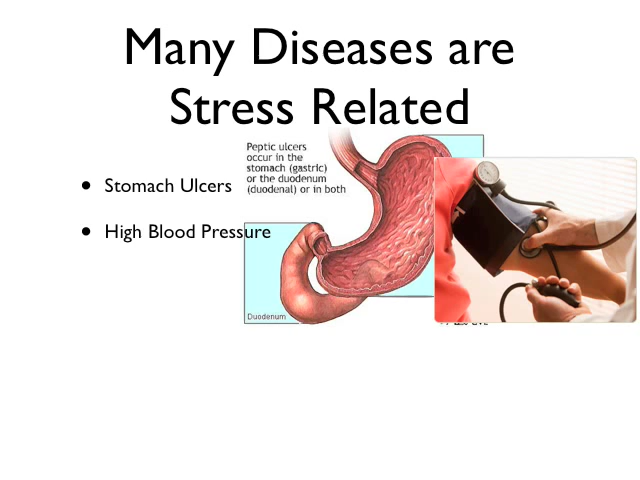 Many Diseases are
Stress Related
Peptic ulcers
occur in the
stomach (gastric)
or the duodenum
(duodenal) or in both
• Stomach Ulcers
• High Blood Pressure
Duodenum